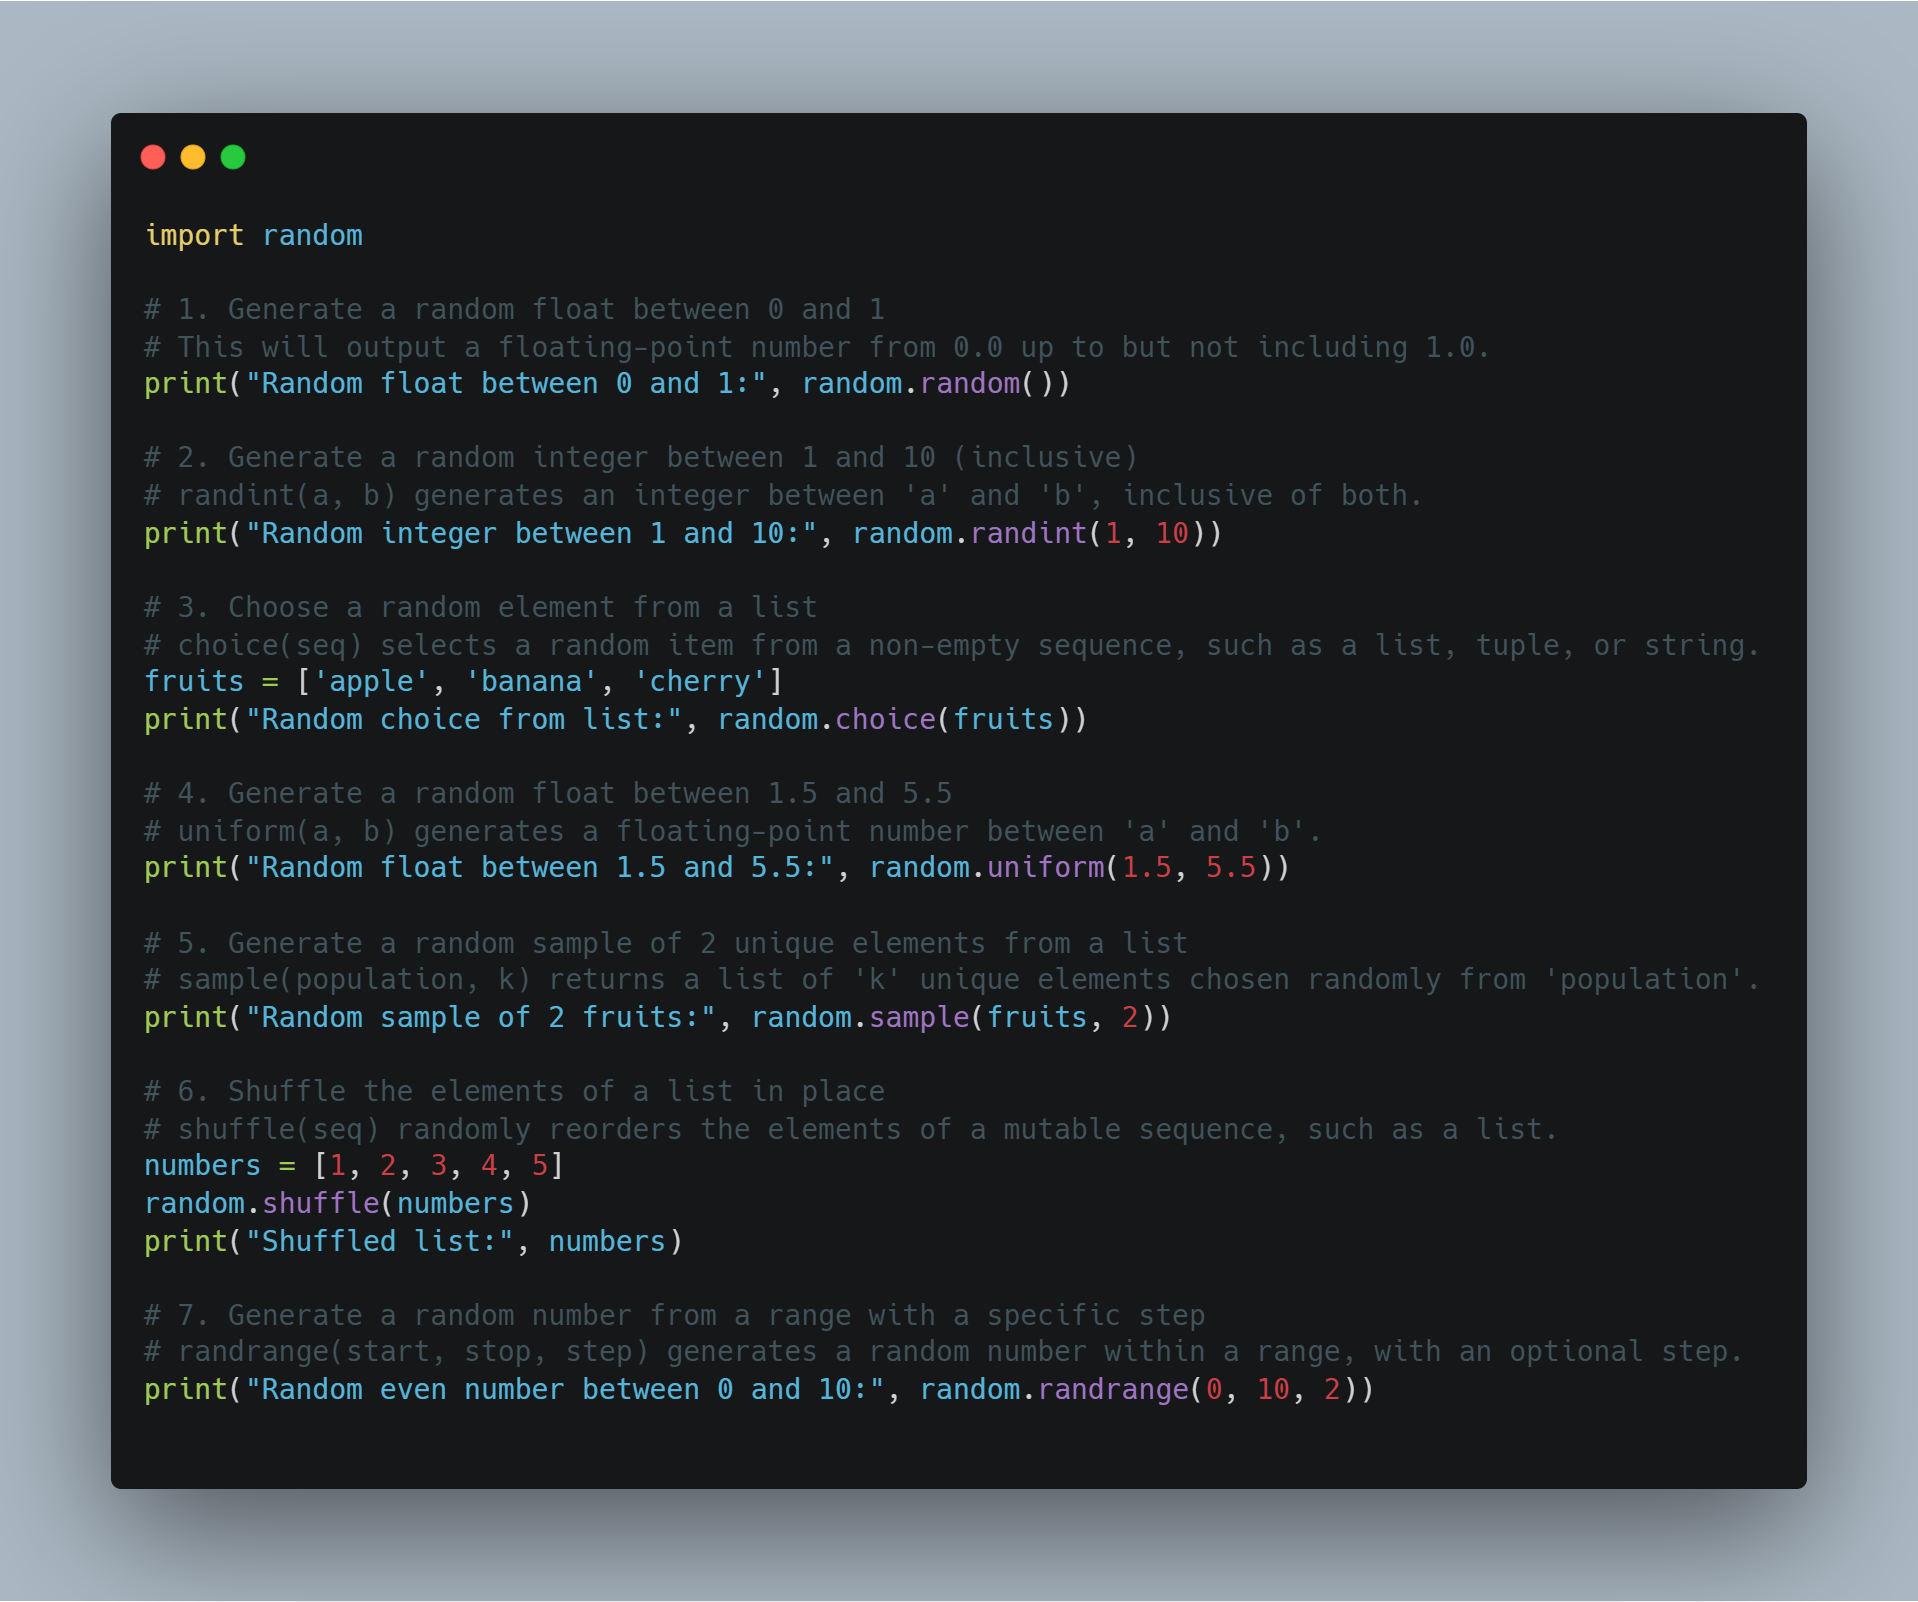 import random
# 1. Generate a random float between 0 and 1
# This will output a floating-point number from 0.0 up to but not including 1.0.
print("Random float between 0 and 1:", random.random())
# 2. Generate a random integer between 1 and 10 (inclusive)
# randint(a, b) generates an integer between 'a' and 'b', inclusive of both.
print("Random integer between 1 and 10:", random.randint(1, 10))
# 3. Choose a random element from a list
# choice(seq) selects a random item from a non-empty sequence, such as a list, tuple, or string.
fruits = ['apple', 'banana', 'cherry']
print("Random choice from list:", random.choice(fruits))
# 4. Generate a random float between 1.5 and 5.5
# uniform(a, b) generates a floating-point number between 'a' and 'b'.
print("Random float between 1.5 and 5.5:", random.uniform(1.5, 5.5))
# 5. Generate a random sample of 2 unique elements from a list
# sample(population, k) returns a list of 'k' unique elements chosen randomly from 'population'.
print("Random sample of 2 fruits:", random.sample(fruits, 2))
# 6. Shuffle the elements of a list in place
# shuffle(seq) randomly reorders the elements of a mutable sequence, such as a list.
numbers = [1, 2, 3, 4, 5]
random.shuffle(numbers)
print("Shuffled list:", numbers)
# 7. Generate a random number from a range with a specific step
# randrange(start, stop, step) generates a random number within a range, with an optional step.
print("Random even number between 0 and 10:", random.randrange(0, 10, 2))